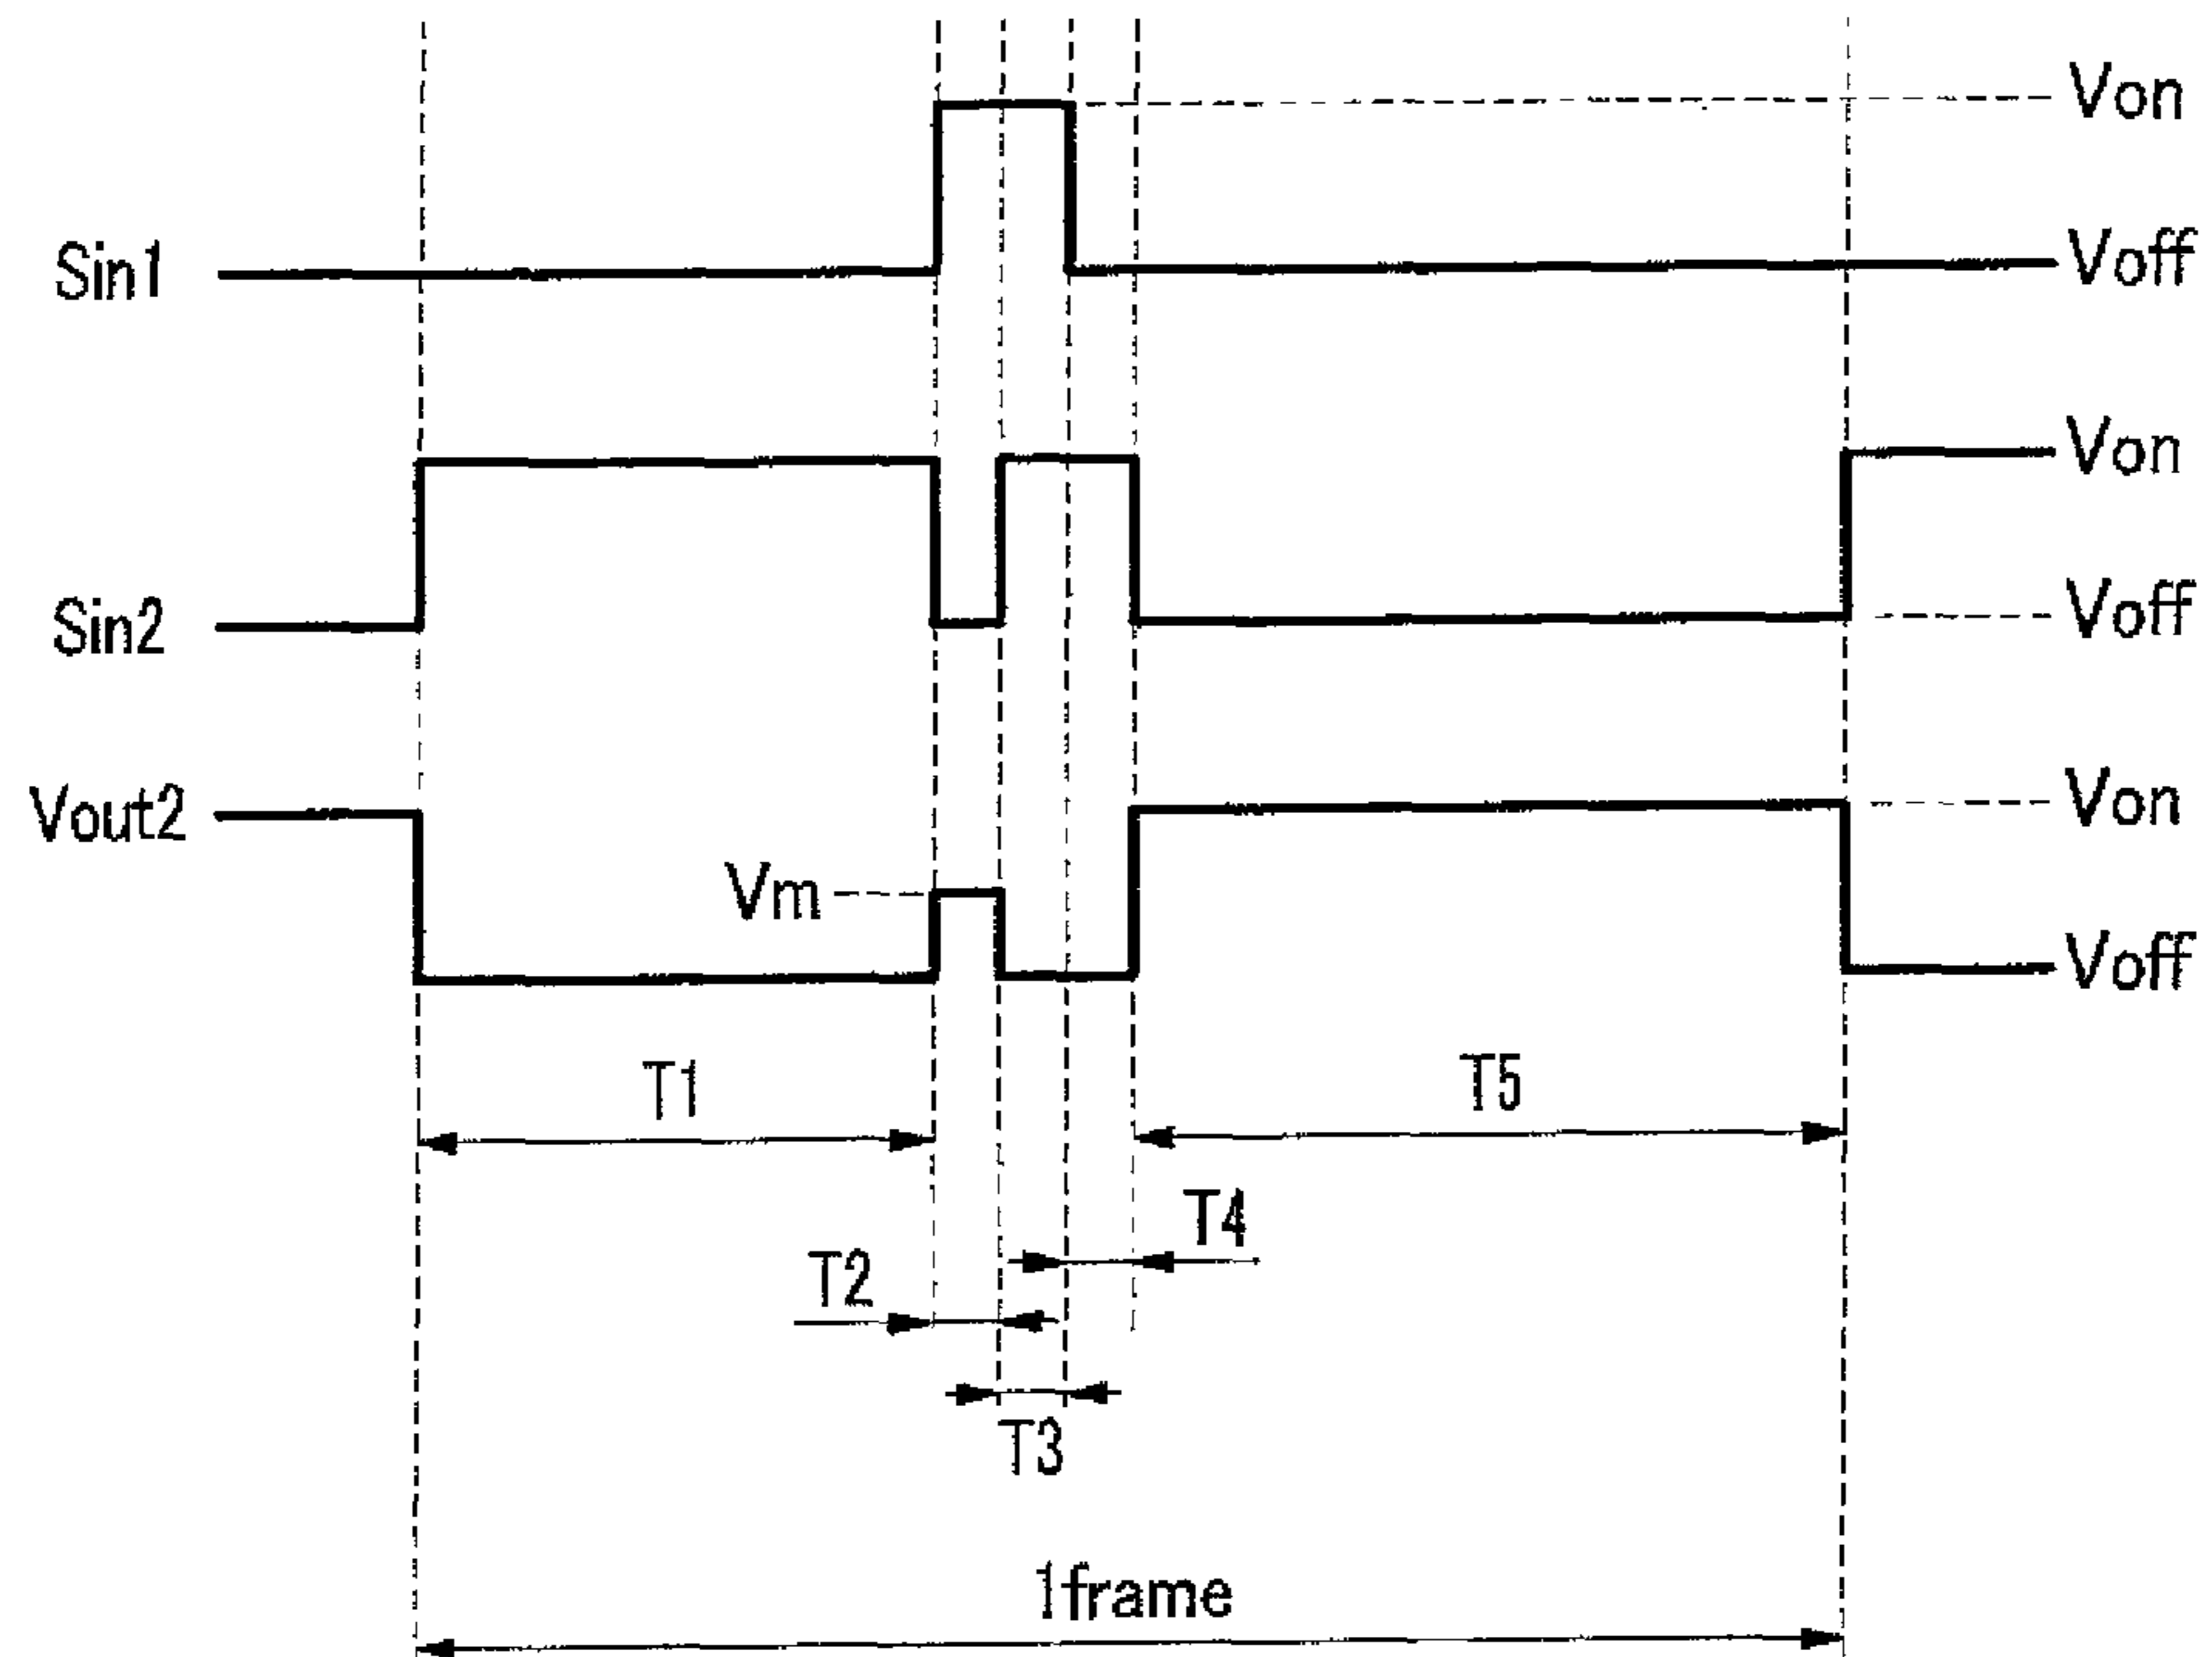 Von
Sin1
Voff
Von
Sin2
Voff
Vout2
Von
Vm
Voff
T1
T5
T4
T2
T3
1frame